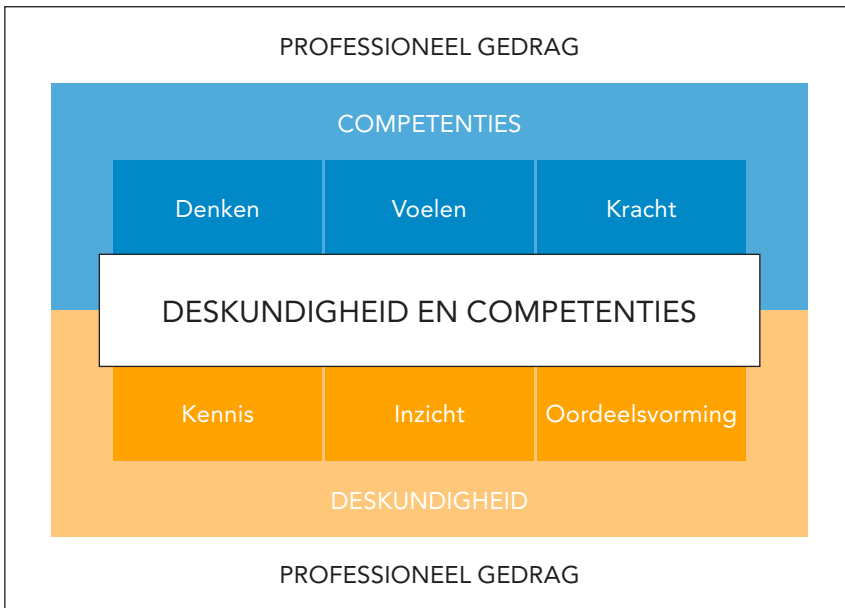 PROFESSIONEEL GEDRAG
COMPETENTIES
Denken
Voelen
Kracht
DESKUNDIGHEID EN COMPETENTIES
Kennis
Inzicht
Oordeelsvorming
DESKUNDIGHEID
PROFESSIONEEL GEDRAG